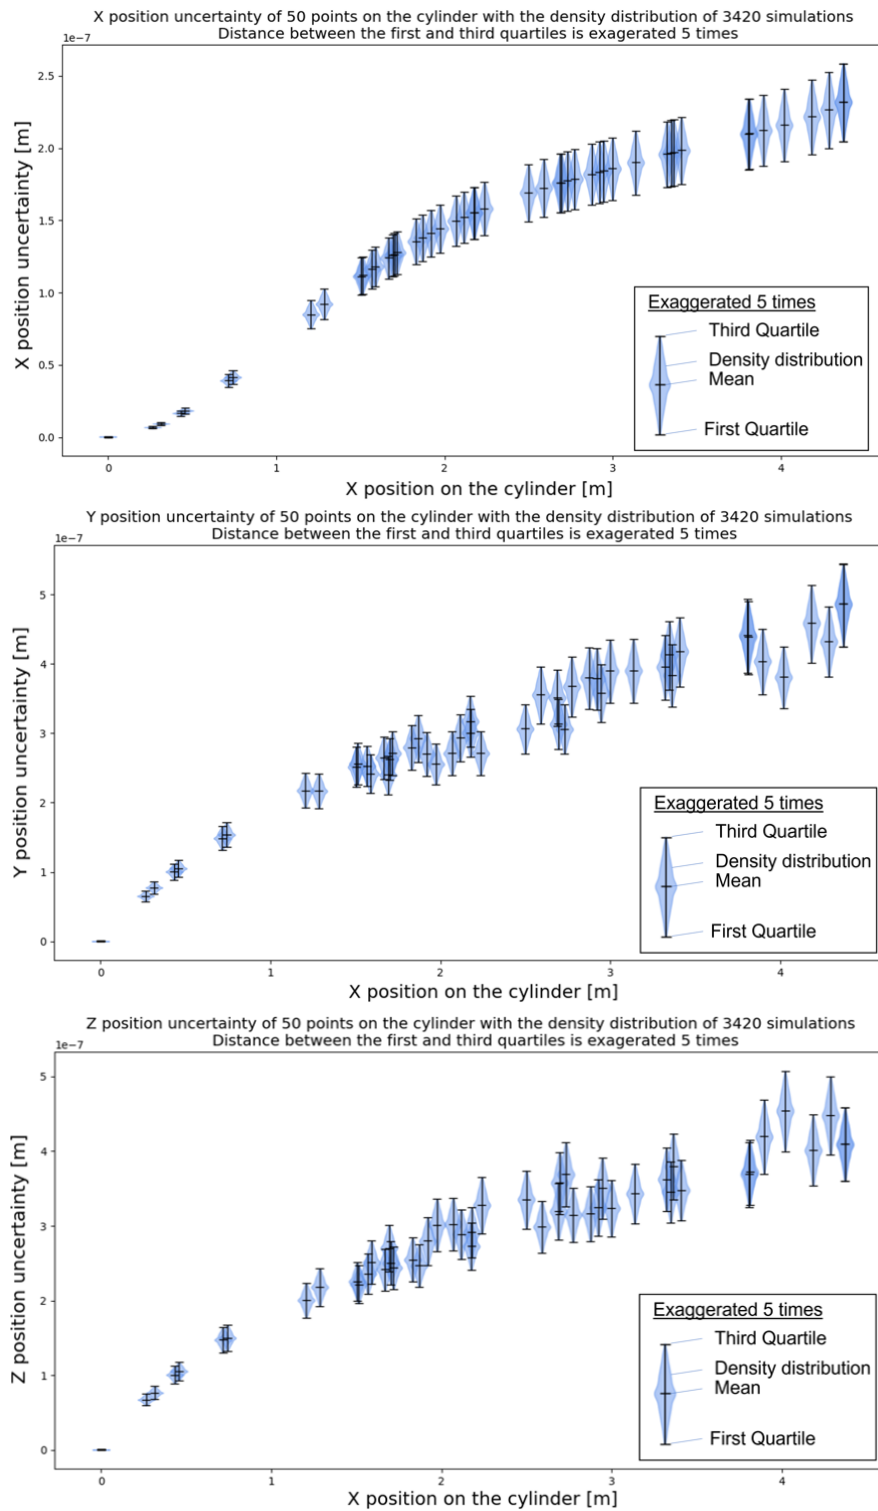 X position uncertainty of 50 points on the cylinder with the density distribution of 3420 simulations
Distance between the first and third quartiles is exagerated 5 times
1e−7
2.5
2.0
1.5
1.0
0.5
0.0
X position uncertainty [m]
Exaggerated 5 times
Third Quartile
Density distribution
Mean
First Quartile
0 1 2 3 4
X position on the cylinder [m]
Y position uncertainty of 50 points on the cylinder with the density distribution of 3420 simulations
Distance between the first and third quartiles is exagerated 5 times
1e−7
5
4
3
2
1
0
Y position uncertainty [m]
Exaggerated 5 times
Third Quartile
Density distribution
Mean
First Quartile
0 1 2 3 4
X position on the cylinder [m]
Z position uncertainty of 50 points on the cylinder with the density distribution of 3420 simulations
Distance between the first and third quartiles is exagerated 5 times
1e−7
5
4
3
2
1
0
Z position uncertainty [m]
Exaggerated 5 times
Third Quartile
Density distribution
Mean
First Quartile
0 1 2 3 4
X position on the cylinder [m]